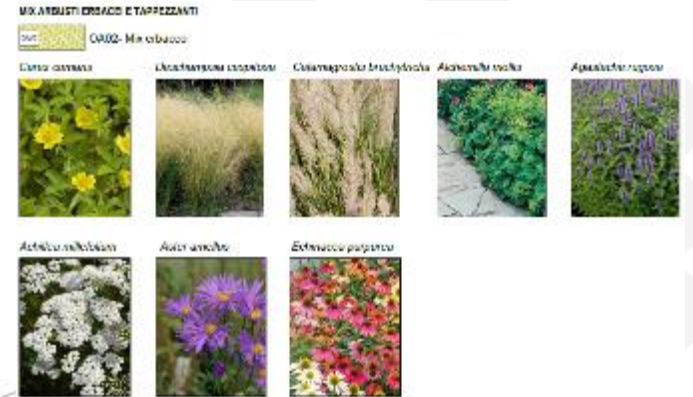 MIX ARBUSTI ERBACEI E TAPPEZZANTI
OA02- Mix erbaceo
Carex comans
Deschampsia cespitosa
Calamagrostis brachytricha
Alchemilla mollis
Agastache rugosa
Achillea millefolium
Aster amellus
Echinacea purpurea